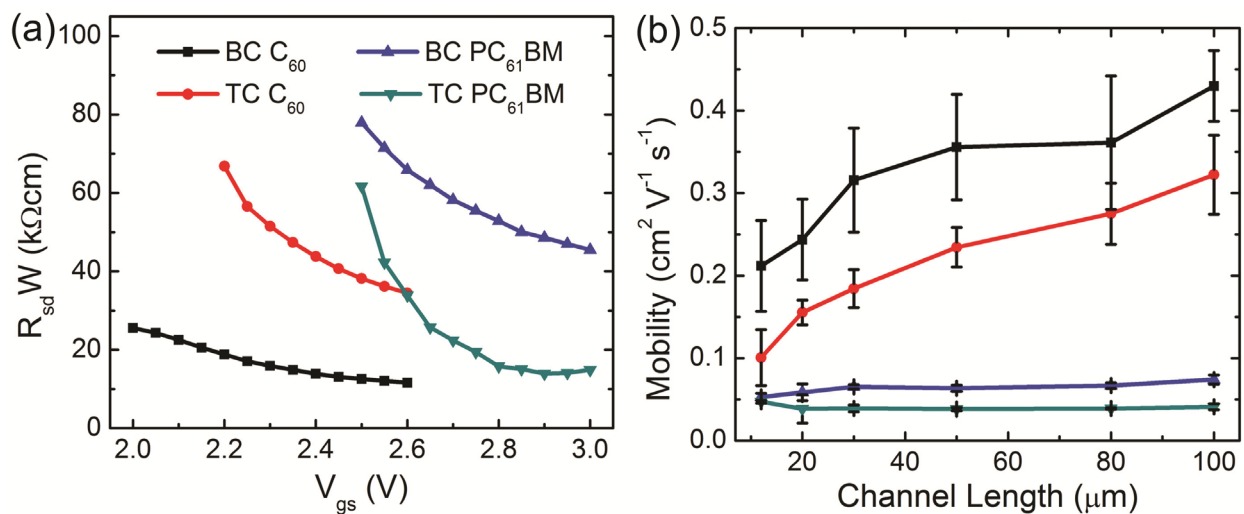 (a)
BC C60
BC PC61BM
TC C60
TC PC61BM
RsdW (kΩcm)
100
80
60
40
20
0
2.0 2.2 2.4 2.6 2.8 3.0
Vgs (V)
(b)
Mobility (cm² V⁻¹ s⁻¹)
0.5
0.4
0.3
0.2
0.1
0.0
20 40 60 80 100
Channel Length (μm)